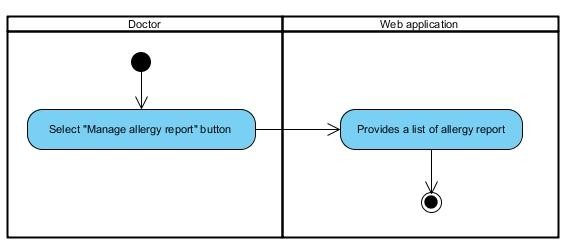 Doctor
Web application
Select "Manage allergy report" button
Provides a list of allergy report